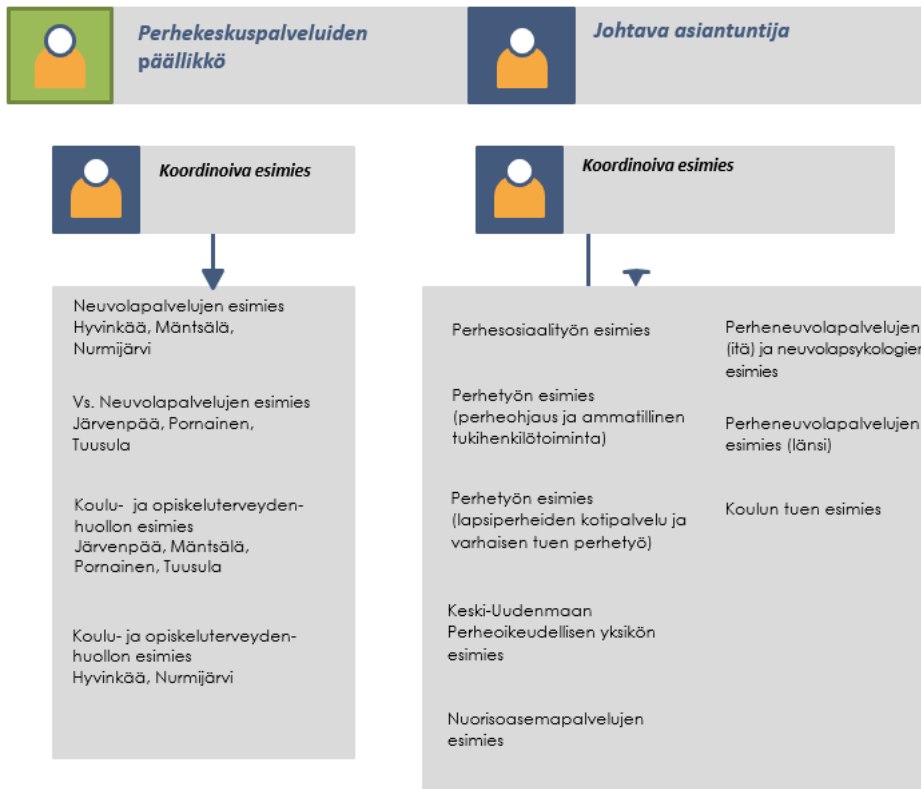 Perhekeskuspalveluiden
päällikkö
Johtava asiantuntija
Koordinoiva esimies
Neuvolapalvelujen esimies
Hyvinkää, Mäntsälä,
Nurmijärvi
Vs. Neuvolapalvelujen esimies
Järvenpää, Pornainen,
Tuusula
Koulu- ja opiskeluterveyden-
huollon esimies
Järvenpää, Mäntsälä,
Pornainen, Tuusula
Koulu- ja opiskeluterveyden-
huollon esimies
Hyvinkää, Nurmijärvi
Koordinoiva esimies
Perhesosiaalityön esimies
Perhetyön esimies
(perheohjaus ja ammatillinen
tukihenkilötoiminta)
Perhetyön esimies
(lapsiperheiden kotipalvelu ja
varhaisen tuen perhetyö)
Keski-Uudenmaan
Perheoikeudellisen yksikön
esimies
Nuorisoasemapalvelujen
esimies
Perheneuvolapalvelujen
(itä) ja neuvolapsykologien
esimies
Perheneuvolapalvelujen
esimies (länsi)
Koulun tuen esimies